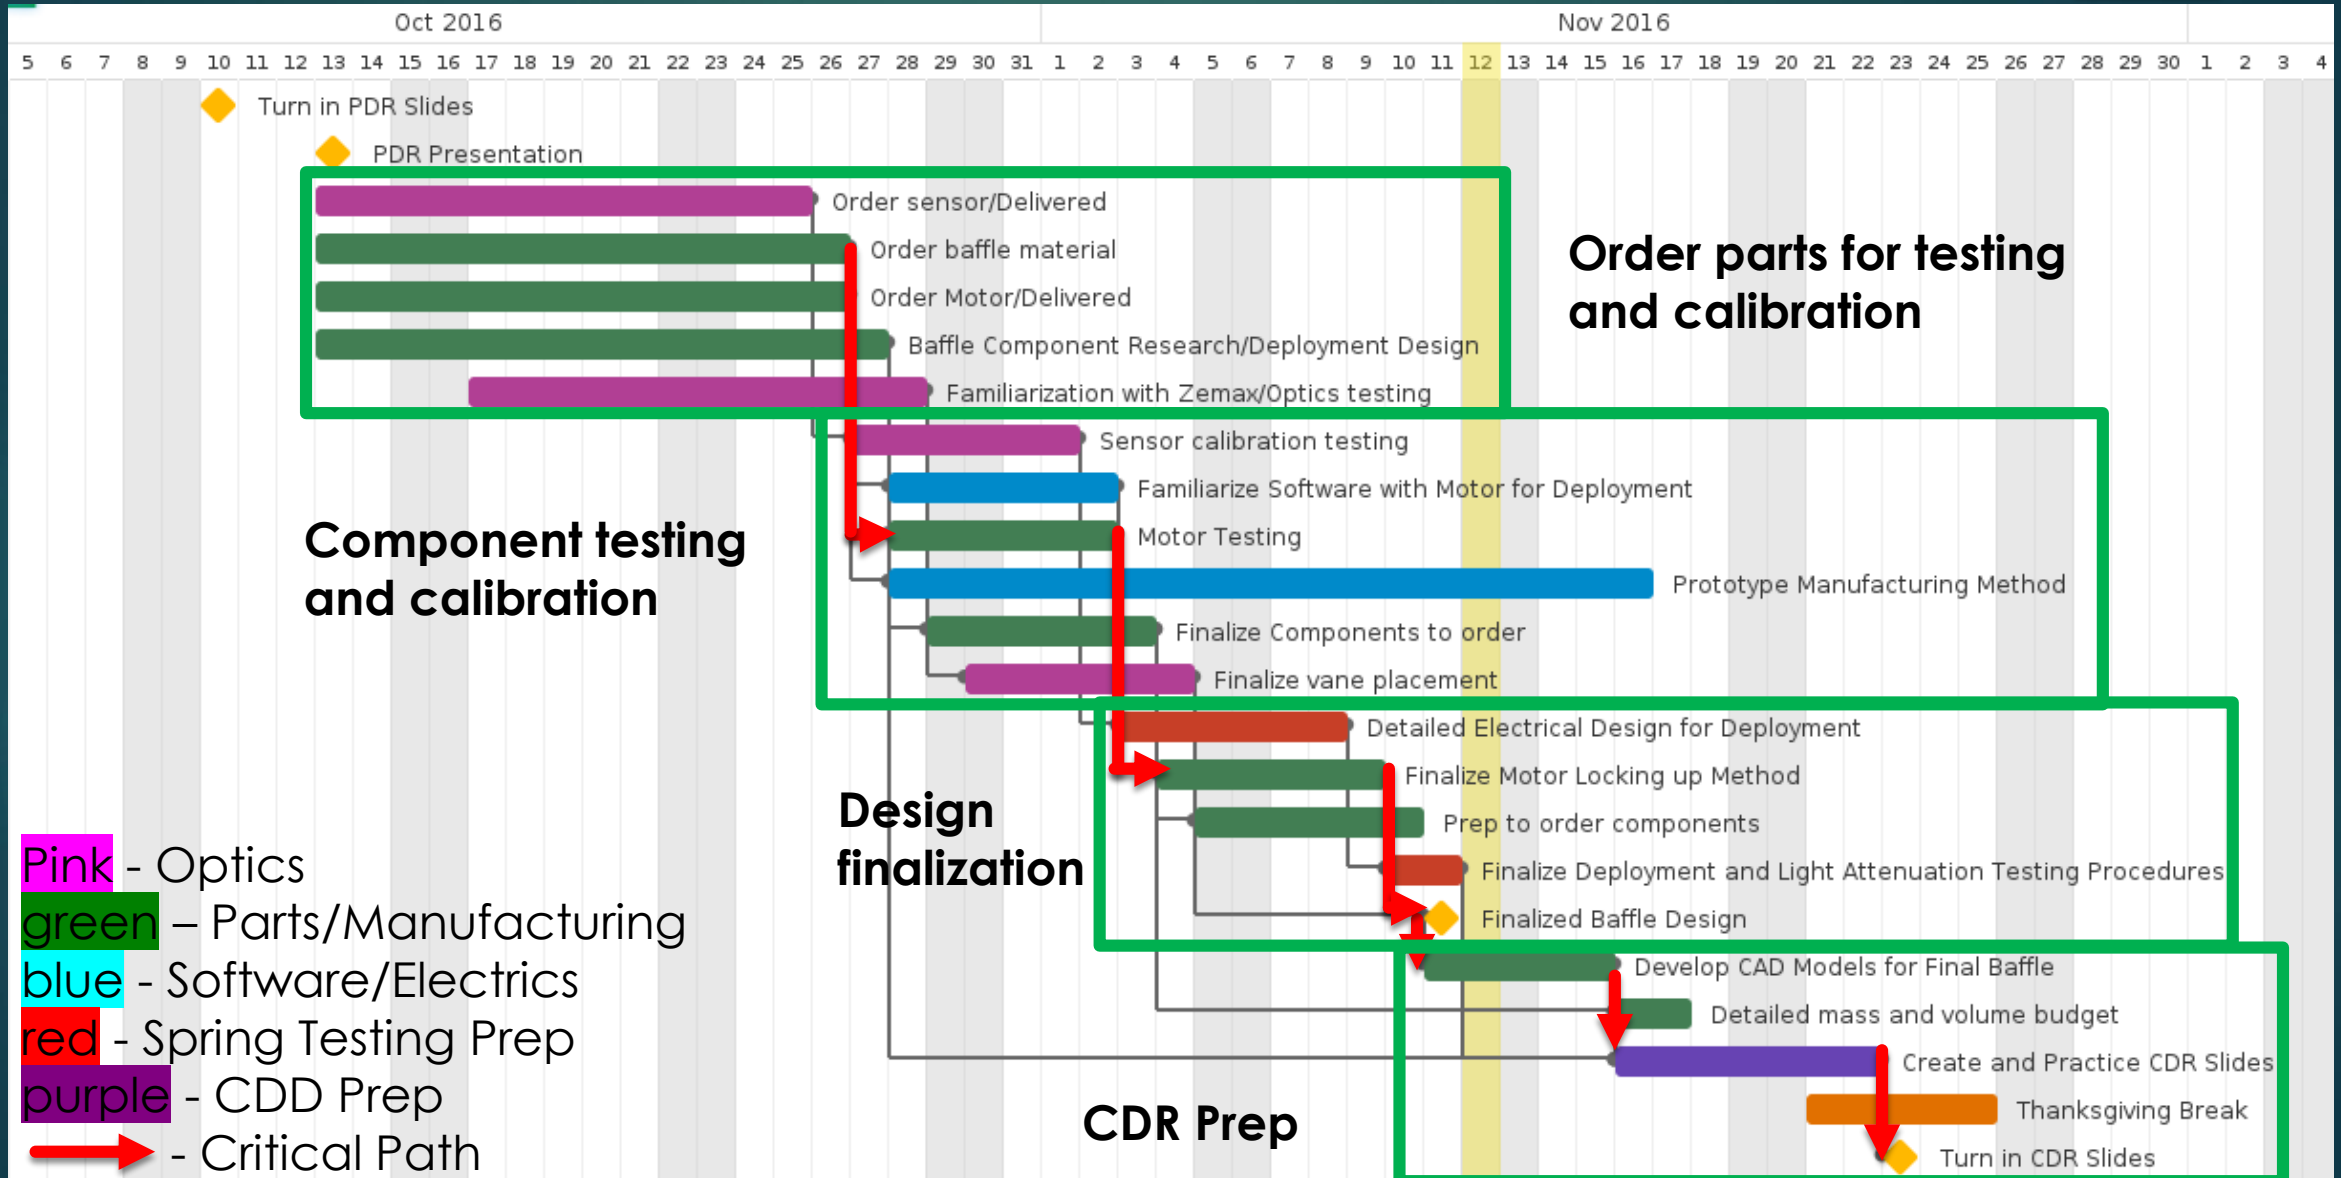 Oct 2016 Nov 2016
5 6 7 8 9 10 11 12 13 14 15 16 17 18 19 20 21 22 23 24 25 26 27 28 29 30 31 1 2 3 4 5 6 7 8 9 10 11 12 13 14 15 16 17 18 19 20 21 22 23 24 25 26 27 28 29 30 1 2 3 4
Turn in PDR Slides
PDR Presentation
Order sensor/Delivered
Order baffle material
Order Motor/Delivered
Baffle Component Research/Deployment Design
Familiarization with Zemax/Optics testing
Order parts for testing
and calibration
Sensor calibration testing
Familiarize Software with Motor for Deployment
Motor Testing
Prototype Manufacturing Method
Finalize Components to order
Finalize vane placement
Component testing
and calibration
Detailed Electrical Design for Deployment
Finalize Motor Locking up Method
Prep to order components
Finalize Deployment and Light Attenuation Testing Procedures
Finalized Baffle Design
Design
finalization
Develop CAD Models for Final Baffle
Detailed mass and volume budget
Create and Practice CDR Slides
Thanksgiving Break
Turn in CDR Slides
CDR Prep
Pink - Optics
green – Parts/Manufacturing
blue - Software/Electrics
red - Spring Testing Prep
purple - CDD Prep
- Critical Path